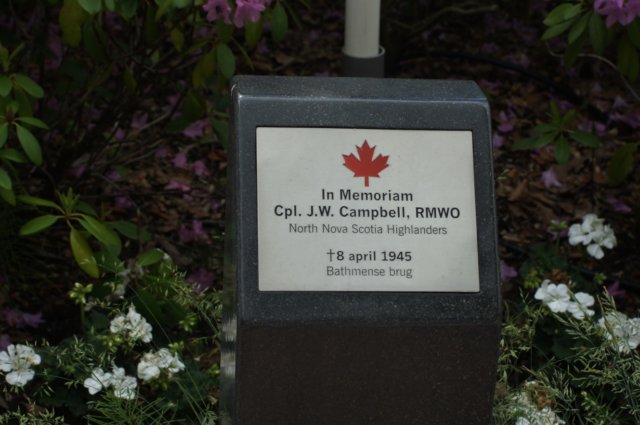 In Memoriam
Cpl. J.W. Campbell, RMWO
North Nova Scotia Highlanders
†8 april 1945
Bathmense brug